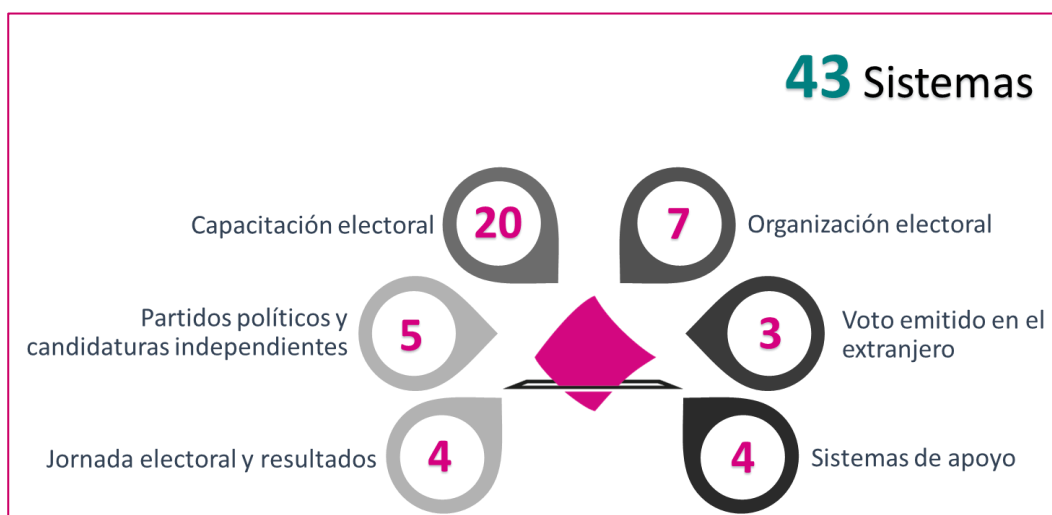 43 Sistemas
Capacitación electoral
20
7
Organización electoral
Partidos políticos y
candidaturas independientes
5
3
Voto emitido en el
extranjero
Jornada electoral y resultados
4
4
Sistemas de apoyo